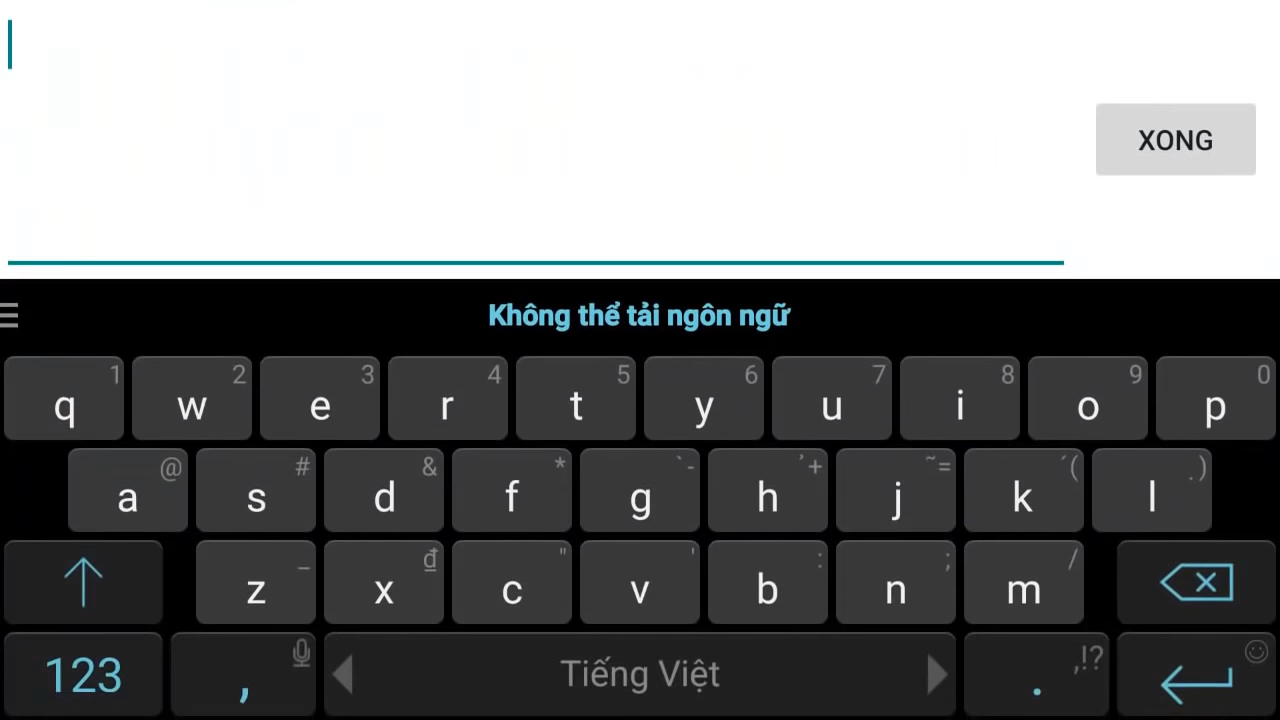 XONG
Không thể tải ngôn ngữ
1 2 3 4 5 6 7 8 9 0
q w e r t y u i o p
@ # & * ` - ̉ + ~ = ´ ( . )
a s d f g h j k l
_ ₫ " ' : ; /
z x c v b n m
,!?
123 , Tiếng Việt .